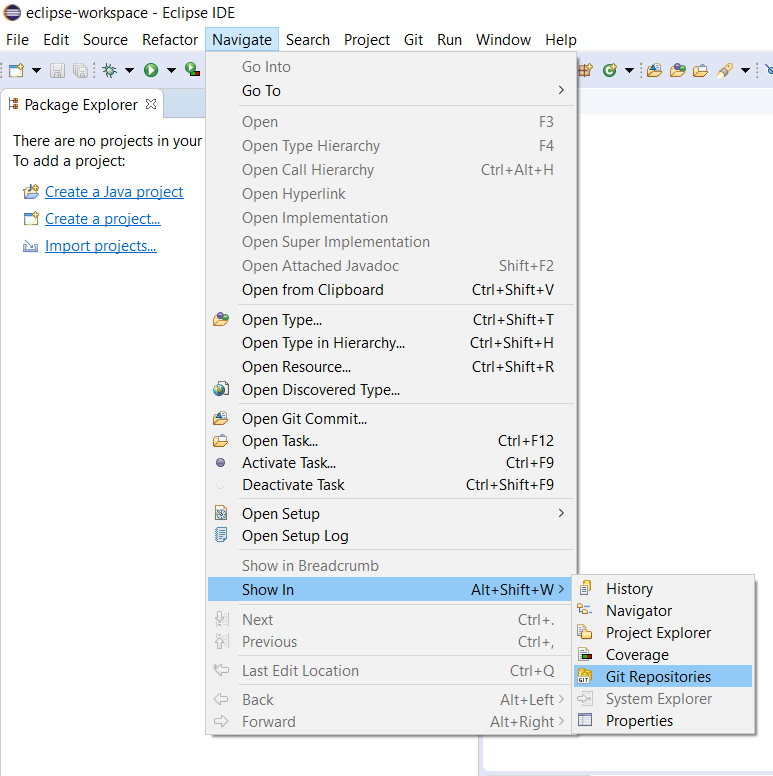 eclipse-workspace - Eclipse IDE
File Edit Source Refactor Navigate Search Project Git Run Window Help
Package Explorer
There are no projects in your
To add a project:
Create a Java project
Create a project...
Import projects...
Go Into
Go To
Open F3
Open Type Hierarchy F4
Open Call Hierarchy Ctrl+Alt+H
Open Hyperlink
Open Implementation
Open Super Implementation
Open Attached Javadoc Shift+F2
Open from Clipboard Ctrl+Shift+V
Open Type... Ctrl+Shift+T
Open Type in Hierarchy... Ctrl+Shift+H
Open Resource... Ctrl+Shift+R
Open Discovered Type...
Open Git Commit...
Open Task... Ctrl+F12
Activate Task... Ctrl+F9
Deactivate Task Ctrl+Shift+F9
Open Setup
Open Setup Log
Show in Breadcrumb
Show In Alt+Shift+W
Next Ctrl+.
Previous Ctrl+,
Last Edit Location Ctrl+Q
Back Alt+Left
Forward Alt+Right
History
Navigator
Project Explorer
Coverage
GIT Git Repositories
System Explorer
Properties